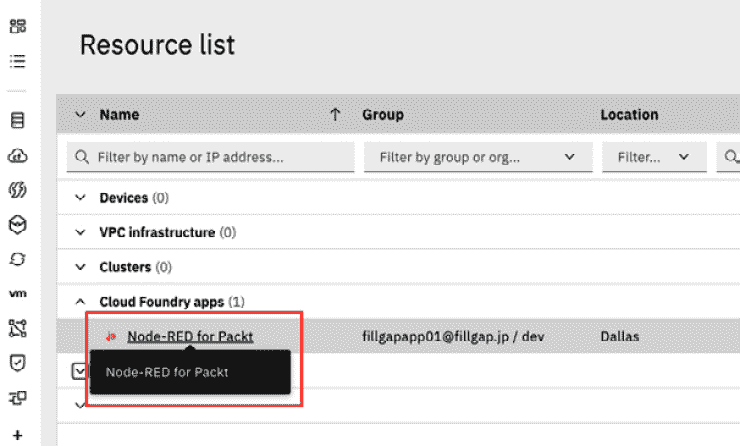 Resource list
Name Group Location
Filter by name or IP address... Filter by group or org... Filter...
Devices (0)
VPC infrastructure (0)
Clusters (0)
vm
Cloud Foundry apps (1)
Node-RED for Packt fillgapapp01@fillgap.jp / dev Dallas
Node-RED for Packt